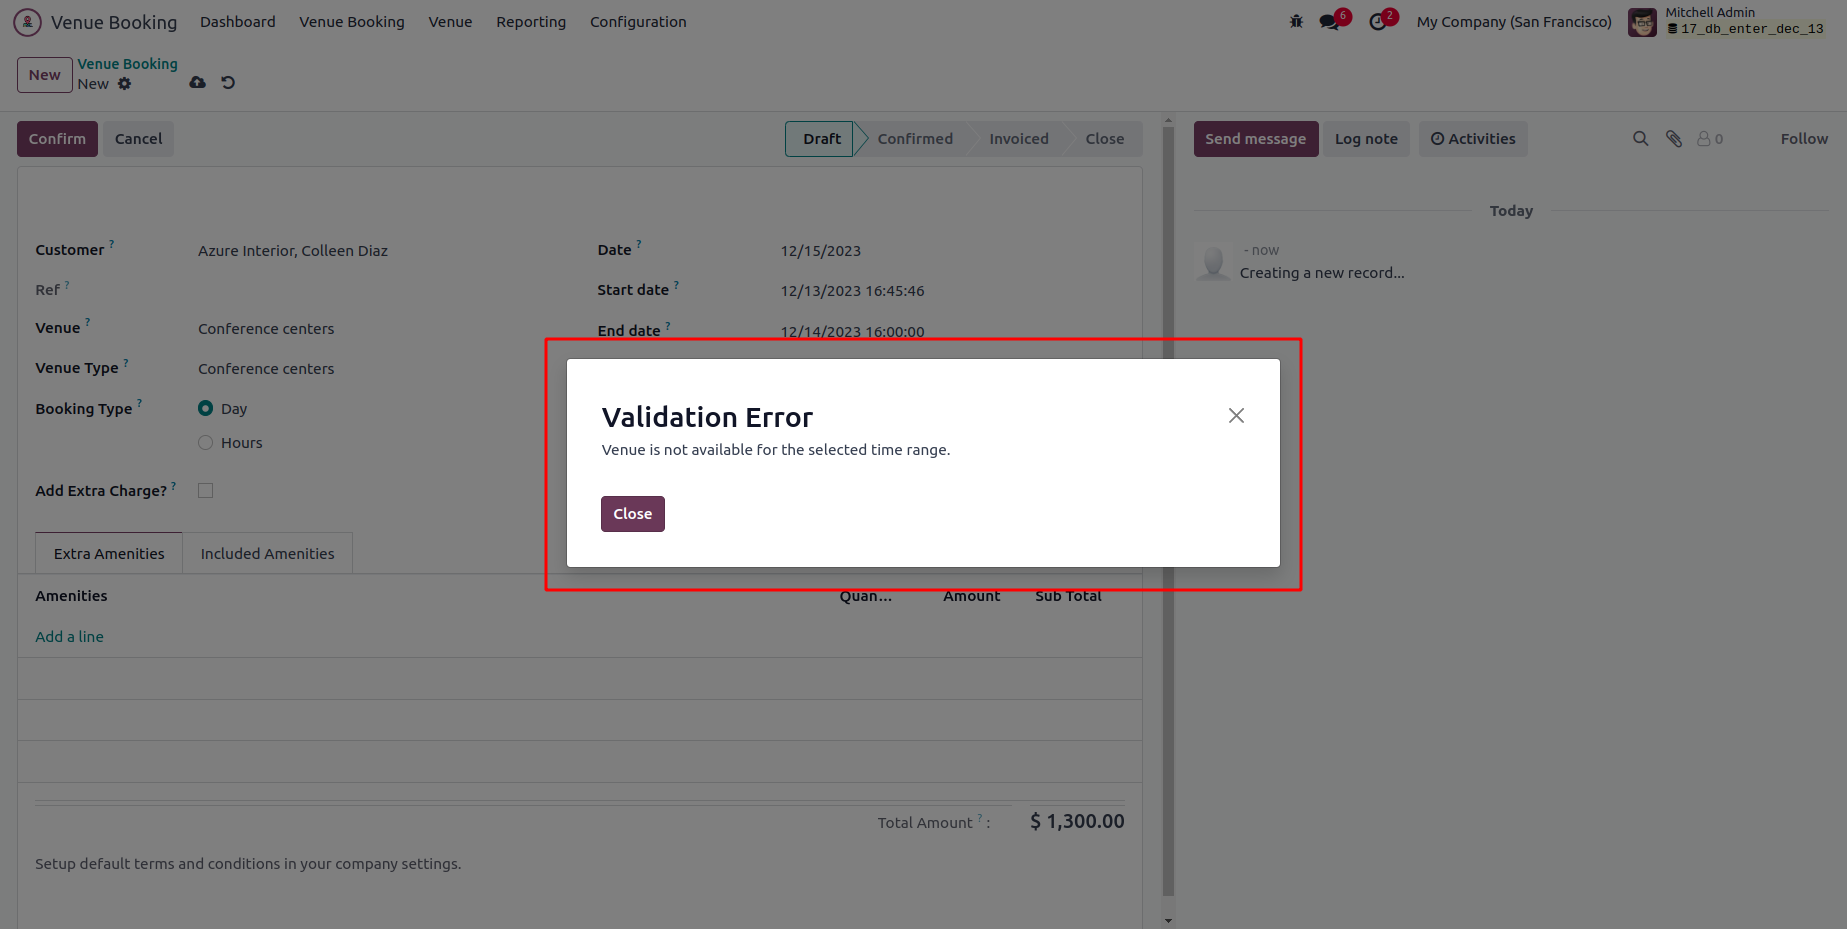 Venue Booking Dashboard Venue Booking Venue Reporting Configuration 6 2 My Company (San Francisco) Mitchell Admin
17_db_enter_dec_13
New Venue Booking
New
Confirm Cancel Draft Confirmed Invoiced Close Send message Log note Activities 0 Follow
Today
Customer ? Azure Interior, Colleen Diaz Date ? 12/15/2023
- now
Creating a new record...
Ref ? Start date ? 12/13/2023 16:45:46
Venue ? Conference centers End date ? 12/14/2023 16:00:00
Venue Type ? Conference centers
Booking Type ? Day
Hours
Validation Error
Venue is not available for the selected time range.
Close
Add Extra Charge? ?
Extra Amenities Included Amenities
Amenities Quan... Amount Sub Total
Add a line
Total Amount ? : $ 1,300.00
Setup default terms and conditions in your company settings.